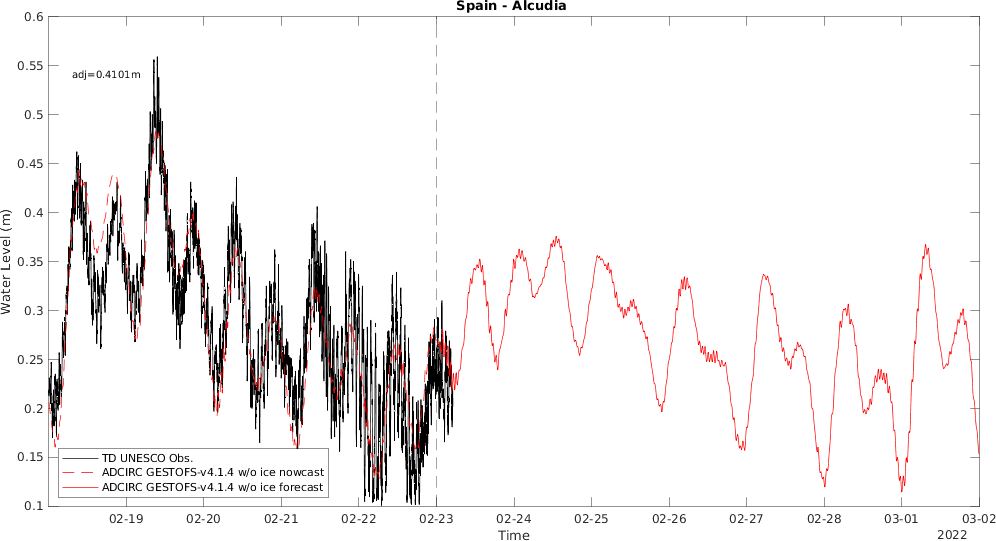 Spain - Alcudia
0.6
0.55
0.5
0.45
0.4
0.35
0.3
0.25
0.2
0.15
0.1
Water Level (m)
adj=0.4101m
TD UNESCO Obs.
ADCIRC GESTOFS-v4.1.4 w/o ice nowcast
ADCIRC GESTOFS-v4.1.4 w/o ice forecast
02-19 02-20 02-21 02-22 02-23 02-24 02-25 02-26 02-27 02-28 03-01 03-02
Time
2022